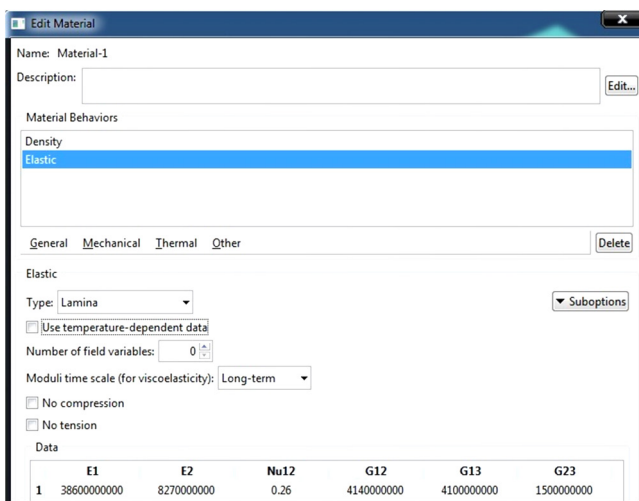 Edit Material
Name: Material-1
Description:
Edit...
Material Behaviors
Density
Elastic
General Mechanical Thermal Other
Delete
Elastic
Type: Lamina
Suboptions
Use temperature-dependent data
Number of field variables: 0
Moduli time scale (for viscoelasticity): Long-term
No compression
No tension
Data
E1 E2 Nu12 G12 G13 G23
1 38600000000 8270000000 0.26 4140000000 4100000000 1500000000